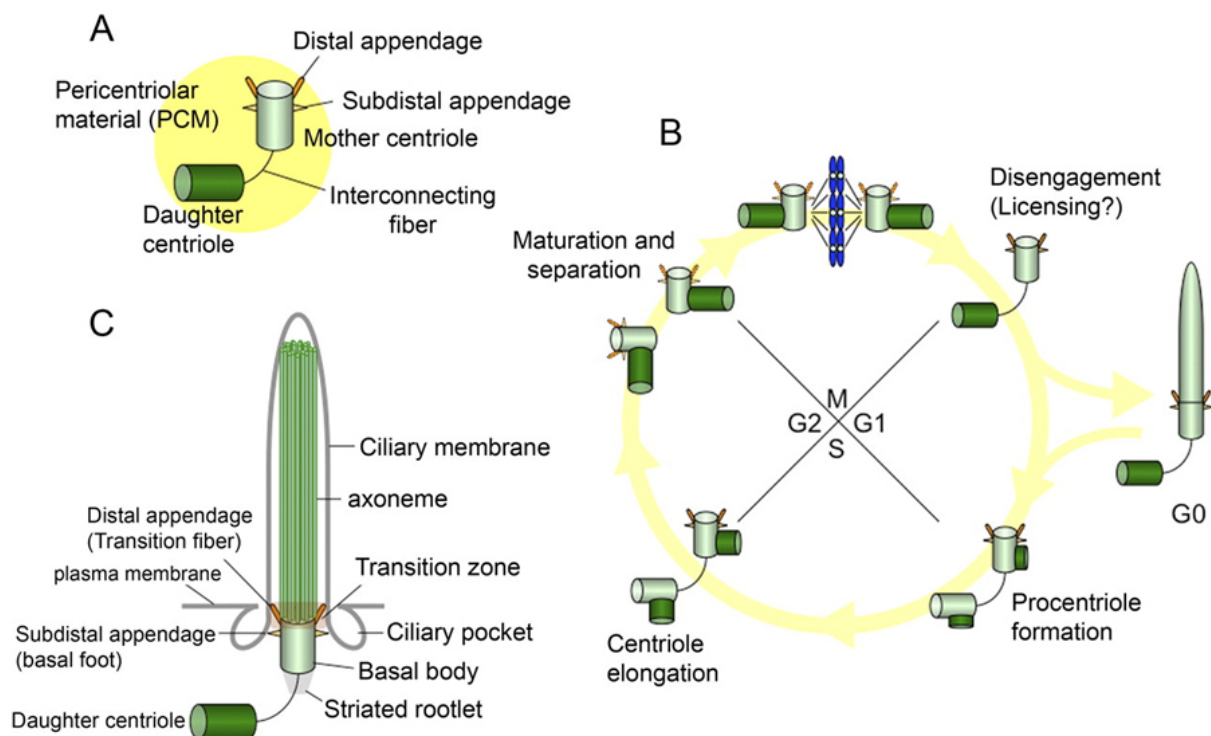 A
Distal appendage
Pericentriolar
material (PCM)
Subdistal appendage
Mother centriole
Interconnecting
fiber
Daughter
centriole
B
Disengagement
(Licensing?)
Maturation and
separation
M
G2
G1
S
G0
Procentriole
formation
Centriole
elongation
C
Ciliary membrane
axoneme
Distal appendage
(Transition fiber)
plasma membrane
Transition zone
Subdistal appendage
(basal foot)
Ciliary pocket
Basal body
Striated rootlet
Daughter centriole